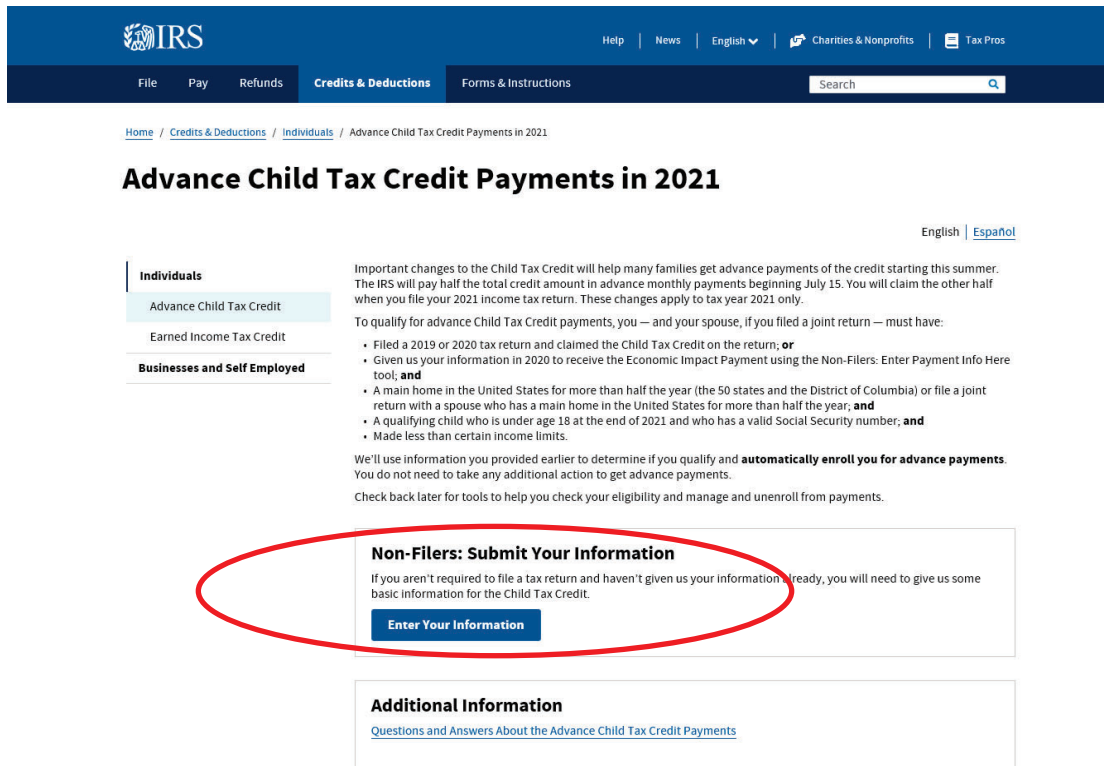 IRS
Help | News | English | Charities & Nonprofits | Tax Pros
File Pay Refunds Credits & Deductions Forms & Instructions Search
Home / Credits & Deductions / Individuals / Advance Child Tax Credit Payments in 2021
Advance Child Tax Credit Payments in 2021
English | Español
Individuals
Advance Child Tax Credit
Earned Income Tax Credit
Businesses and Self Employed
Important changes to the Child Tax Credit will help many families get advance payments of the credit starting this summer.
The IRS will pay half the total credit amount in advance monthly payments beginning July 15. You will claim the other half
when you file your 2021 income tax return. These changes apply to tax year 2021 only.
To qualify for advance Child Tax Credit payments, you — and your spouse, if you filed a joint return — must have:
• Filed a 2019 or 2020 tax return and claimed the Child Tax Credit on the return; or
• Given us your information in 2020 to receive the Economic Impact Payment using the Non-Filers: Enter Payment Info Here
tool; and
• A main home in the United States for more than half the year (the 50 states and the District of Columbia) or file a joint
return with a spouse who has a main home in the United States for more than half the year; and
• A qualifying child who is under age 18 at the end of 2021 and who has a valid Social Security number; and
• Made less than certain income limits.
We'll use information you provided earlier to determine if you qualify and automatically enroll you for advance payments.
You do not need to take any additional action to get advance payments.
Check back later for tools to help you check your eligibility and manage and unenroll from payments.
Non-Filers: Submit Your Information
If you aren't required to file a tax return and haven't given us your information already, you will need to give us some
basic information for the Child Tax Credit.
Enter Your Information
Additional Information
Questions and Answers About the Advance Child Tax Credit Payments